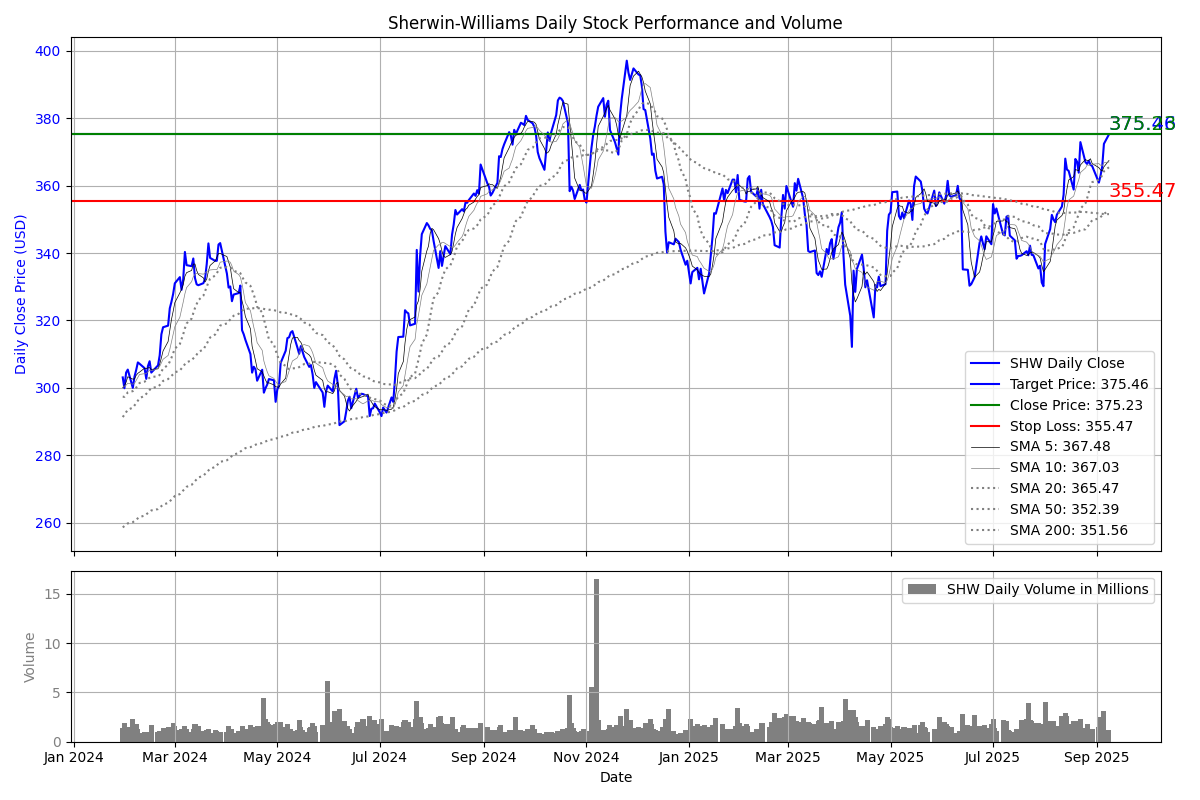 Sherwin-Williams Daily Stock Performance and Volume
Daily Close Price (USD)
400
380
360
340
320
300
280
260
375.23
355.47
SHW Daily Close
Target Price: 375.46
Close Price: 375.23
Stop Loss: 355.47
SMA 5: 367.48
SMA 10: 367.03
SMA 20: 365.47
SMA 50: 352.39
SMA 200: 351.56
Volume
15
10
5
0
SHW Daily Volume in Millions
Jan 2024
Mar 2024
May 2024
Jul 2024
Sep 2024
Nov 2024
Jan 2025
Mar 2025
May 2025
Jul 2025
Sep 2025
Date